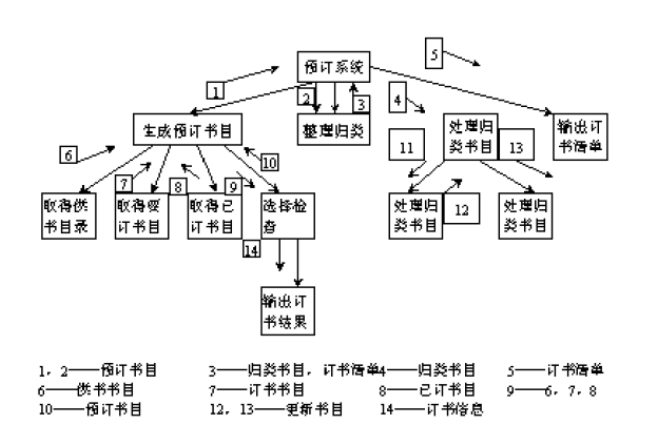 5
预订系统
1
2
3
4
生成预订书目
整理归类
处理归
类书目
输出订
书清单
11
13
6
10
7
8
9
取得供
书目录
取得
订书目
取得已
订书目
选择检
查
处理归
类书目
12
处理归
类书目
14
输出订
书结果
1，2——预订书目 3——归类书目，订书清单4——归类书目 5——订书清单
6——供书书目 7——订书书目 8——已订书目 9——6，7，8
10——预订书目 12，13——更新书目 14——订书信息